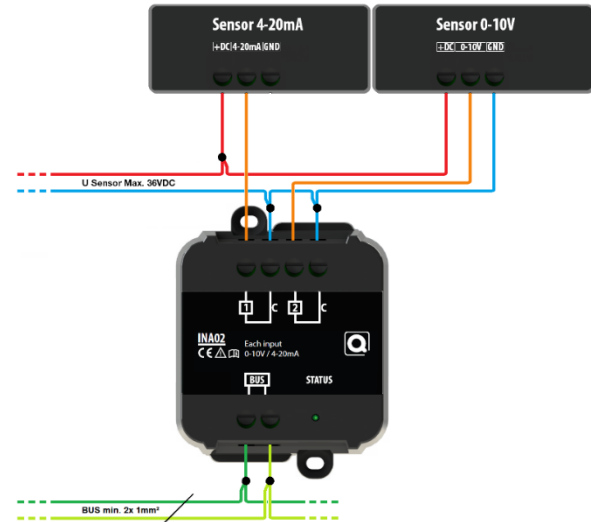 Sensor 4-20mA
Sensor 0-10V
+DC 4-20mA GND
+DC 0-10V GND
U Sensor Max. 36VDC
1 C 2 C
INA02
Each input
0-10V / 4-20mA
CE
BUS
STATUS
BUS min. 2x 1mm²